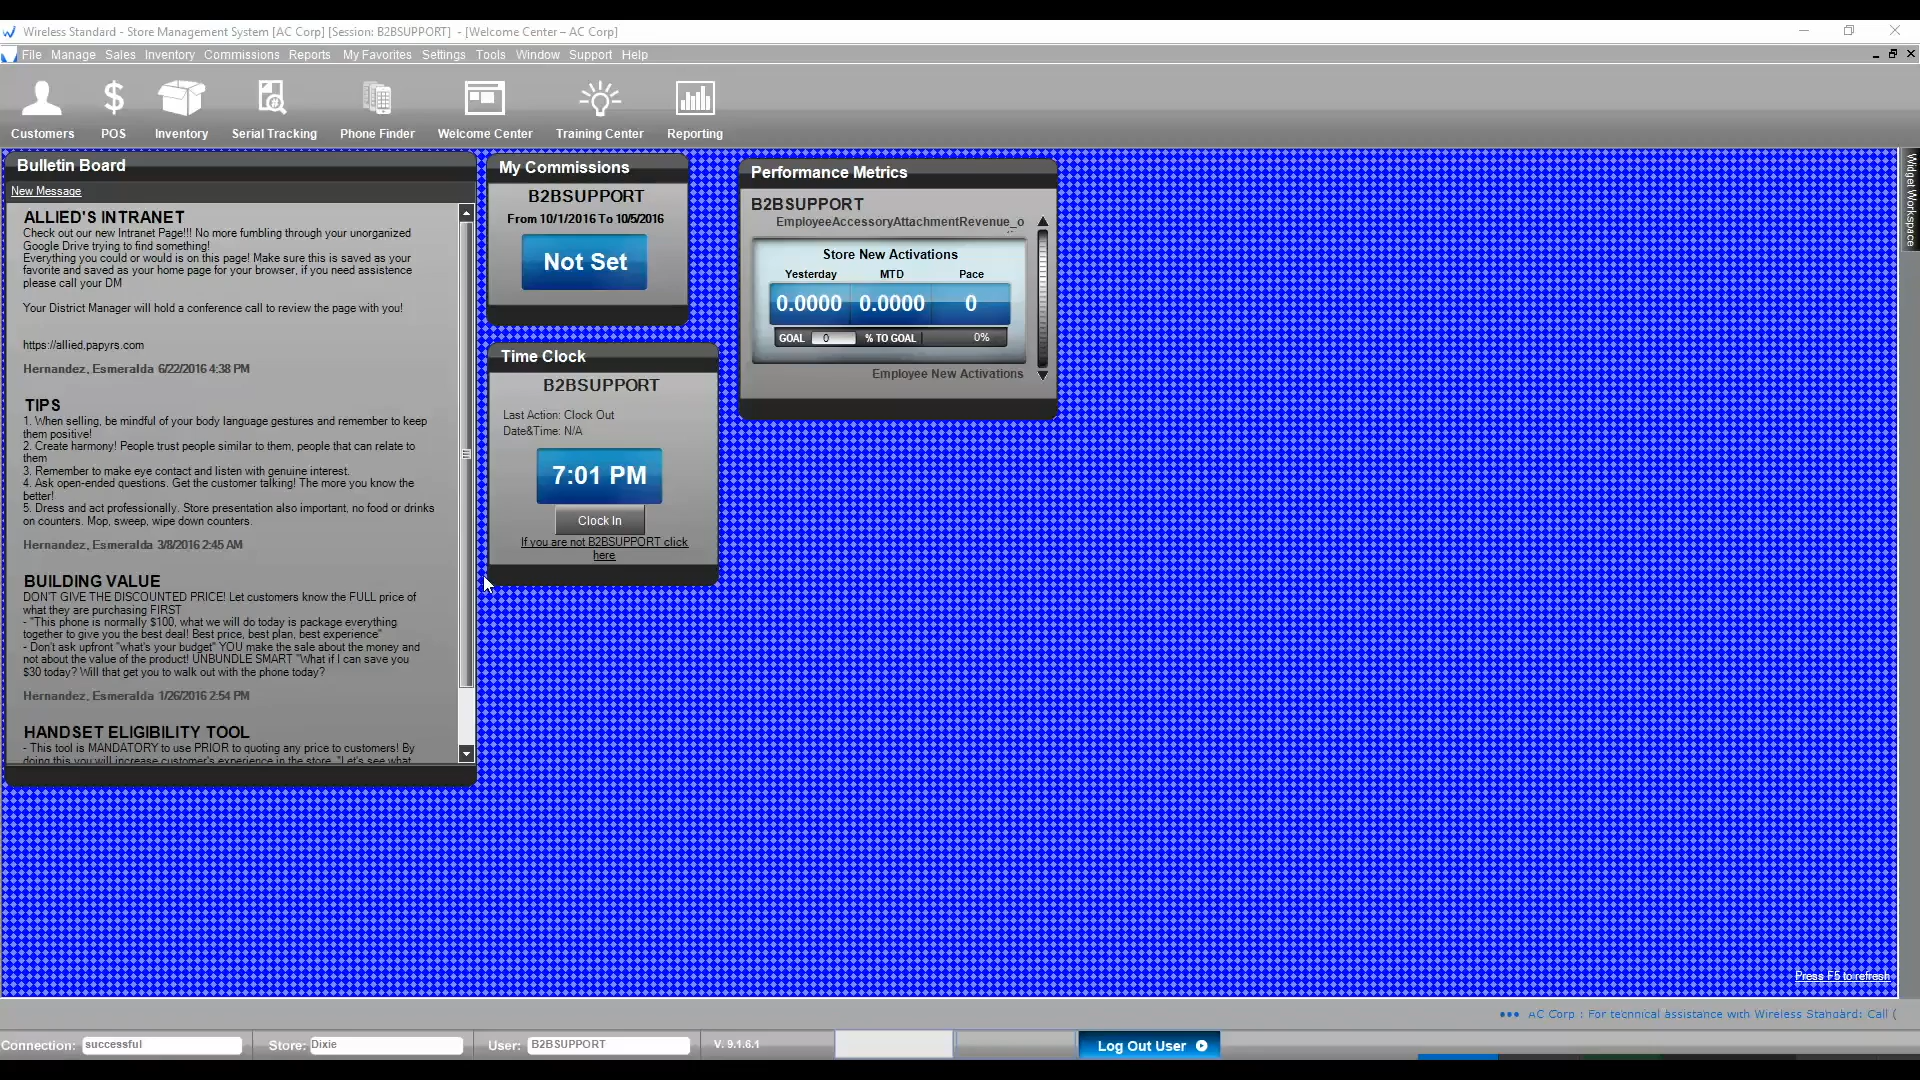 Wireless Standard - Store Management System [AC Corp] [Session: B2BSUPPORT] - [Welcome Center – AC Corp]
File Manage Sales Inventory Commissions Reports My Favorites Settings Tools Window Support Help
Customers POS Inventory Serial Tracking Phone Finder Welcome Center Training Center Reporting
Bulletin Board
New Message
ALLIED'S INTRANET
Check out our new Intranet Page!!! No more fumbling through your unorganized
Google Drive trying to find something!
Everything you could or would is on this page! Make sure this is saved as your
favorite and saved as your home page for your browser, if you need assistance
please call your DM
Your District Manager will hold a conference call to review the page with you!
https://allied.papyrs.com
Hernandez, Esmeralda 6/22/2016 4:38 PM
TIPS
1. When selling, be mindful of your body language gestures and remember to keep
them positive!
2. Create harmony! People trust people similar to them, people that can relate to
them
3. Remember to make eye contact and listen with genuine interest.
4. Ask open-ended questions. Get the customer talking! The more you know the
better!
5. Dress and act professionally. Store presentation also important, no food or drinks
on counters. Mop, sweep, wipe down counters.
Hernandez, Esmeralda 3/8/2016 2:45 AM
BUILDING VALUE
DON'T GIVE THE DISCOUNTED PRICE! Let customers know the FULL price of
what they are purchasing FIRST
- "This phone is normally $100, what we will do today is package everything
together to give you the best deal! Best price, best plan, best experience"
- Don't ask upfront "what's your budget" YOU make the sale about the money and
not about the value of the product! UNBUNDLE SMART "What if I can save you
$30 today? Will that get you to walk out with the phone today?
Hernandez, Esmeralda 1/26/2016 2:54 PM
HANDSET ELIGIBILITY TOOL
- This tool is MANDATORY to use PRIOR to quoting any price to customers! By
doing this you will increase customer's experience in the store. "Let's see what
My Commissions
B2BSUPPORT
From 10/1/2016 To 10/5/2016
Not Set
Time Clock
B2BSUPPORT
Last Action: Clock Out
Date&Time: N/A
7:01 PM
Clock In
If you are not B2BSUPPORT click
here
Performance Metrics
B2BSUPPORT
EmployeeAccessoryAttachmentRevenue_o
Store New Activations
Yesterday MTD Pace
0.0000 0.0000 0
GOAL 0 % TO GOAL 0%
Employee New Activations
Widget Workspace
Press F5 to refresh
AC Corp : For technical assistance with Wireless Standard: Call (
Connection: successful Store: Dixie User: B2BSUPPORT V. 9.1.6.1 Log Out User